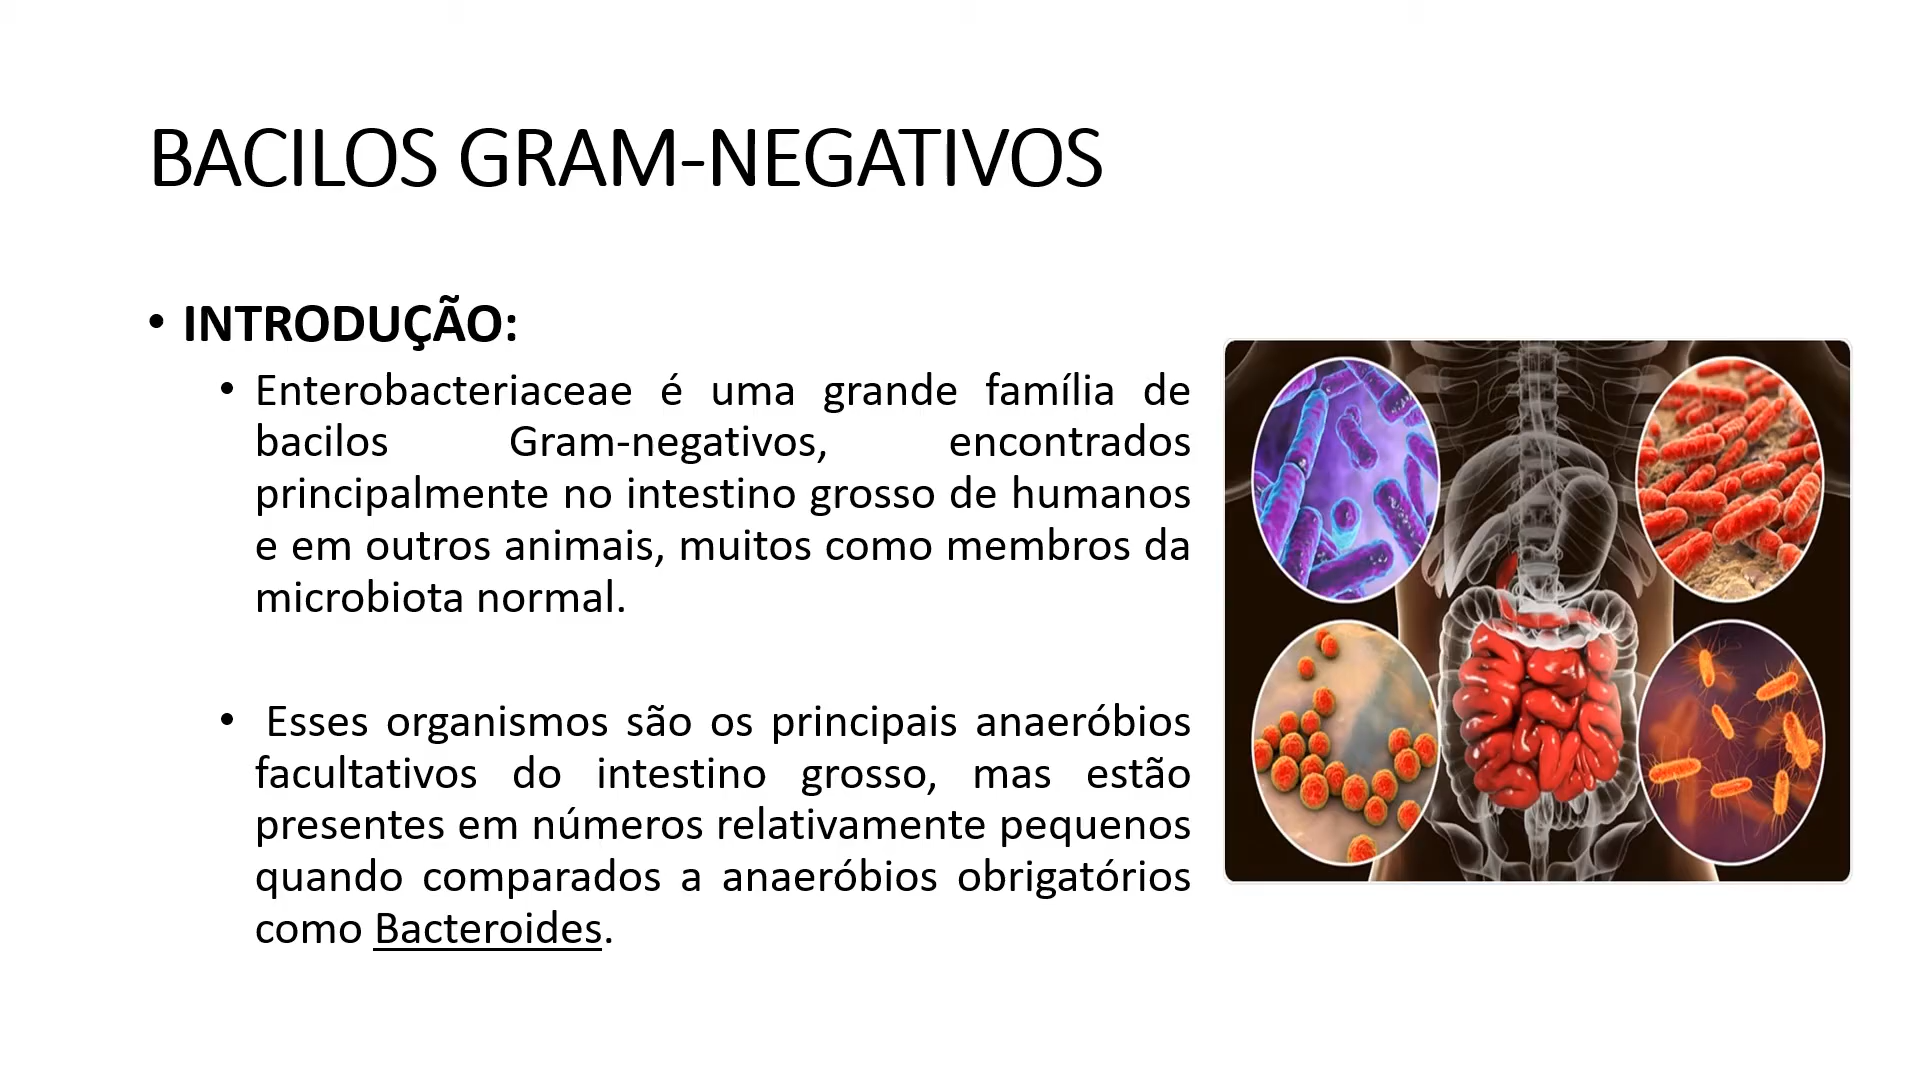 BACILOS GRAM-NEGATIVOS
• INTRODUÇÃO:
• Enterobacteriaceae é uma grande família de
bacilos Gram-negativos, encontrados
principalmente no intestino grosso de humanos
e em outros animais, muitos como membros da
microbiota normal.
• Esses organismos são os principais anaeróbios
facultativos do intestino grosso, mas estão
presentes em números relativamente pequenos
quando comparados a anaeróbios obrigatórios
como Bacteroides.